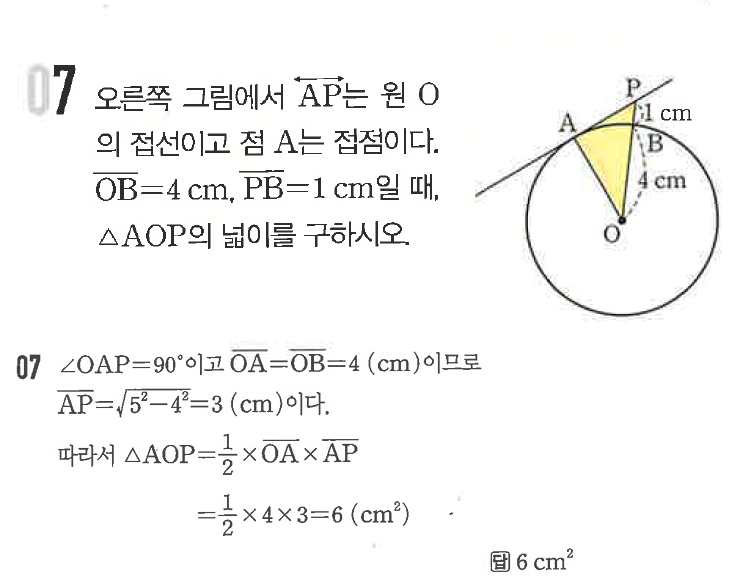 07 오른쪽 그림에서 AP는 원 O
의 접선이고 점 A는 접점이다.
OB=4 cm, PB=1 cm일 때,
△AOP의 넓이를 구하시오.
P
1 cm
A
B
4 cm
O
07 ∠OAP=90°이고 OA=OB=4 (cm)이므로
AP=√5²-4²=3 (cm)이다.
따라서 △AOP=1/2×OA×AP
=1/2×4×3=6 (cm²)
답 6 cm²